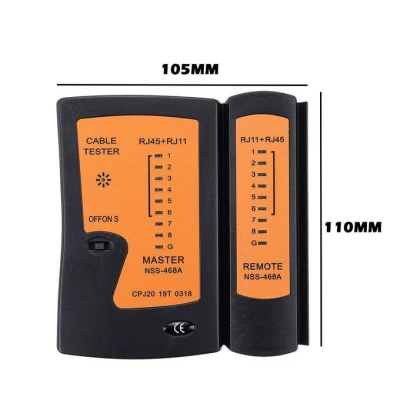 105MM
CABLE
TESTER
OFFON S
RJ45+RJ11
1
2
3
4
5
6
7
8
G
MASTER
NSS-468A
CPJ20 19T 0318
CE
RJ11+RJ45
1
2
3
4
5
6
7
8
G
REMOTE
NSS-468A
110MM